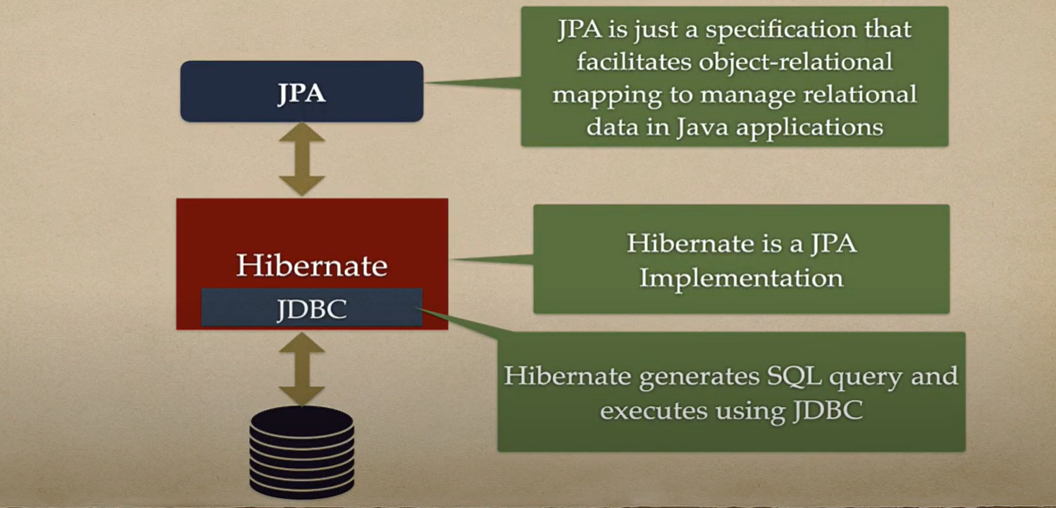 JPA
JPA is just a specification that
facilitates object-relational
mapping to manage relational
data in Java applications
Hibernate
JDBC
Hibernate is a JPA
Implementation
Hibernate generates SQL query and
executes using JDBC